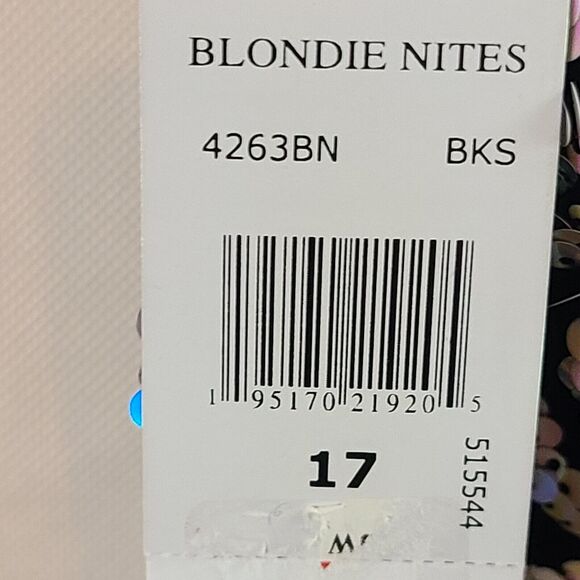 BLONDIE NITES
4263BN BKS
1 95170 21920 5
17
515544